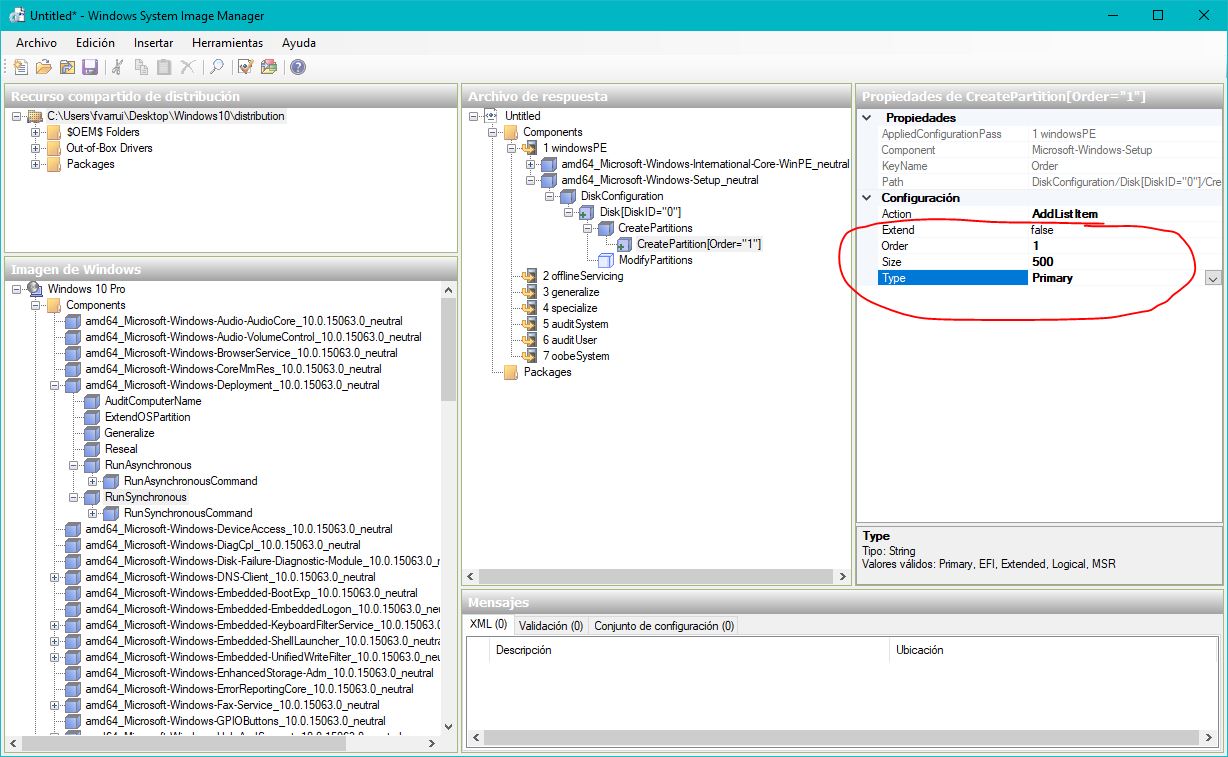 Untitled* - Windows System Image Manager
Archivo Edición Insertar Herramientas Ayuda
Recurso compartido de distribución
C:\Users\fvarrui\Desktop\Windows10\distribution
$OEM$ Folders
Out-of-Box Drivers
Packages
Imagen de Windows
Windows 10 Pro
Components
amd64_Microsoft-Windows-Audio-AudioCore_10.0.15063.0_neutral
amd64_Microsoft-Windows-Audio-VolumeControl_10.0.15063.0_neutral
amd64_Microsoft-Windows-BrowserService_10.0.15063.0_neutral
amd64_Microsoft-Windows-CoreMmRes_10.0.15063.0_neutral
amd64_Microsoft-Windows-Deployment_10.0.15063.0_neutral
AuditComputerName
ExtendOSPartition
Generalize
Reseal
RunAsynchronous
RunAsynchronousCommand
RunSynchronous
RunSynchronousCommand
amd64_Microsoft-Windows-DeviceAccess_10.0.15063.0_neutral
amd64_Microsoft-Windows-DiagCpl_10.0.15063.0_neutral
amd64_Microsoft-Windows-Disk-Failure-Diagnostic-Module_10.0.15063.0_
amd64_Microsoft-Windows-DNS-Client_10.0.15063.0_neutral
amd64_Microsoft-Windows-Embedded-BootExp_10.0.15063.0_neutral
amd64_Microsoft-Windows-Embedded-EmbeddedLogon_10.0.15063.0_neu
amd64_Microsoft-Windows-Embedded-KeyboardFilterService_10.0.15063.0
amd64_Microsoft-Windows-Embedded-ShellLauncher_10.0.15063.0_neutra
amd64_Microsoft-Windows-Embedded-UnifiedWriteFilter_10.0.15063.0_neu
amd64_Microsoft-Windows-EnhancedStorage-Adm_10.0.15063.0_neutral
amd64_Microsoft-Windows-ErrorReportingCore_10.0.15063.0_neutral
amd64_Microsoft-Windows-Fax-Service_10.0.15063.0_neutral
amd64_Microsoft-Windows-GPIOButtons_10.0.15063.0_neutral
Archivo de respuesta
Untitled
Components
1 windowsPE
amd64_Microsoft-Windows-International-Core-WinPE_neutral
amd64_Microsoft-Windows-Setup_neutral
DiskConfiguration
Disk[DiskID="0"]
CreatePartitions
CreatePartition[Order="1"]
ModifyPartitions
2 offlineServicing
3 generalize
4 specialize
5 auditSystem
6 auditUser
7 oobeSystem
Packages
Propiedades de CreatePartition[Order="1"]
Propiedades
AppliedConfigurationPass 1 windowsPE
Component Microsoft-Windows-Setup
KeyName Order
Path DiskConfiguration/Disk[DiskID="0"]/Cre
Configuración
Action AddListItem
Extend false
Order 1
Size 500
Type Primary
Type
Tipo: String
Valores válidos: Primary, EFI, Extended, Logical, MSR
Mensajes
XML (0) Validación (0) Conjunto de configuración (0)
Descripción Ubicación